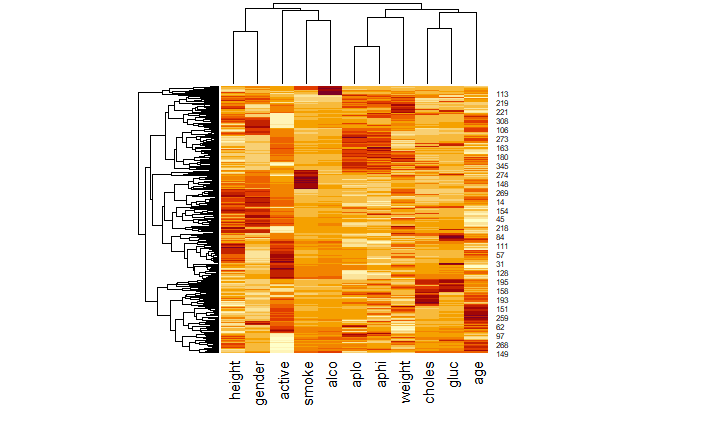 113
219
221
308
106
273
163
180
345
274
148
269
14
154
45
218
84
111
57
31
128
195
158
193
151
259
62
97
268
149
height
gender
active
smoke
alco
aplo
aphi
weight
choles
gluc
age